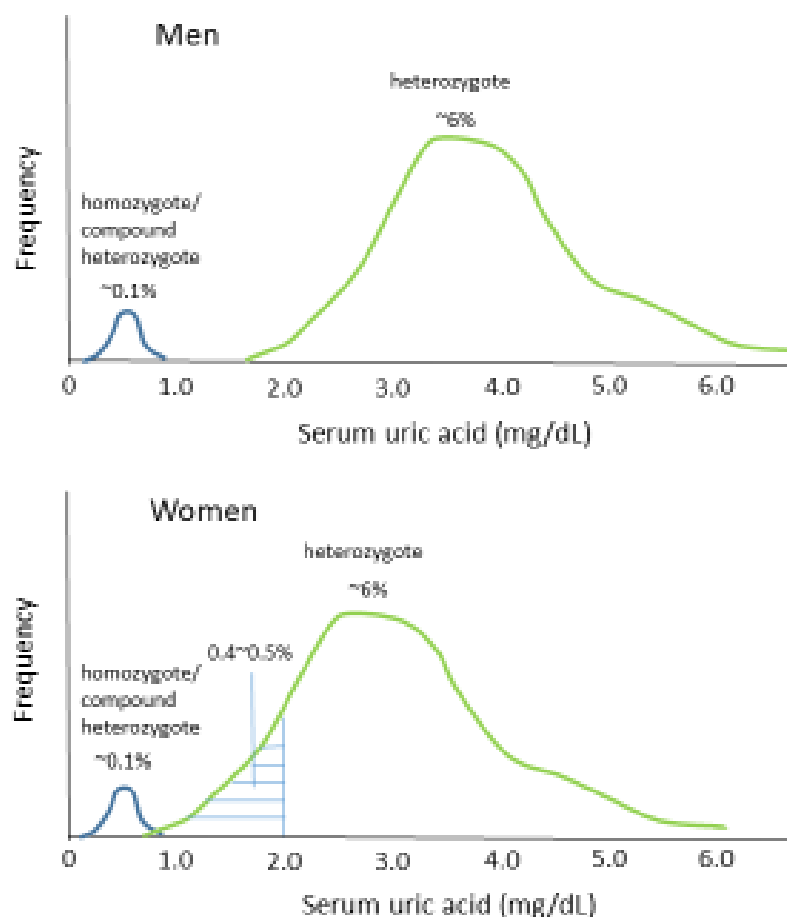 Men
heterozygote
~6%
homozygote/
compound
heterozygote
~0.1%
Frequency
0 1.0 2.0 3.0 4.0 5.0 6.0
Serum uric acid (mg/dL)
Women
heterozygote
~6%
0.4~0.5%
homozygote/
compound
heterozygote
~0.1%
Frequency
0 1.0 2.0 3.0 4.0 5.0 6.0
Serum uric acid (mg/dL)